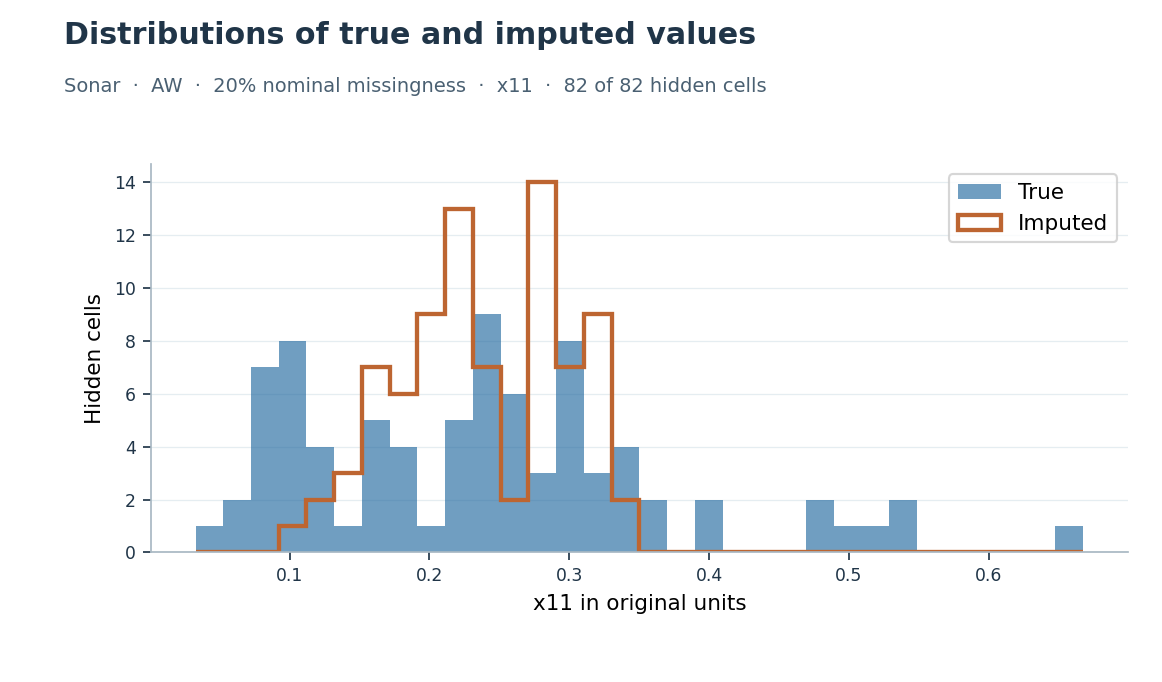 Distributions of true and imputed values
Sonar · AW · 20% nominal missingness · x11 · 82 of 82 hidden cells
True
Imputed
Hidden cells
14
12
10
8
6
4
2
0
0.1 0.2 0.3 0.4 0.5 0.6
x11 in original units